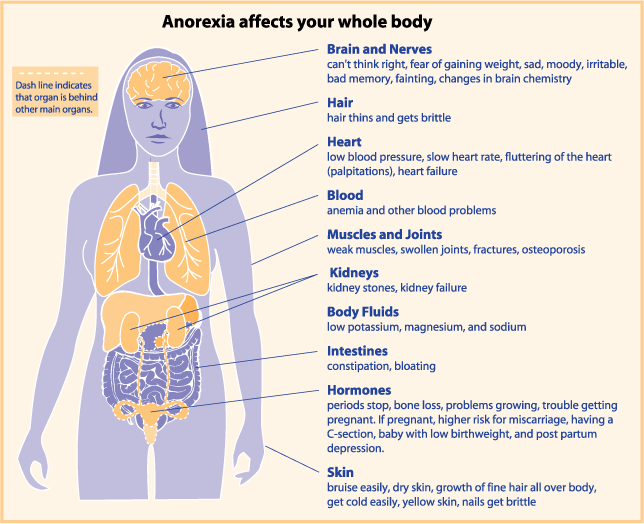 Anorexia affects your whole body
Dash line indicates
that organ is behind
other main organs.
Brain and Nerves
can't think right, fear of gaining weight, sad, moody, irritable,
bad memory, fainting, changes in brain chemistry
Hair
hair thins and gets brittle
Heart
low blood pressure, slow heart rate, fluttering of the heart
(palpitations), heart failure
Blood
anemia and other blood problems
Muscles and Joints
weak muscles, swollen joints, fractures, osteoporosis
Kidneys
kidney stones, kidney failure
Body Fluids
low potassium, magnesium, and sodium
Intestines
constipation, bloating
Hormones
periods stop, bone loss, problems growing, trouble getting
pregnant. If pregnant, higher risk for miscarriage, having a
C-section, baby with low birthweight, and post partum
depression.
Skin
bruise easily, dry skin, growth of fine hair all over body,
get cold easily, yellow skin, nails get brittle